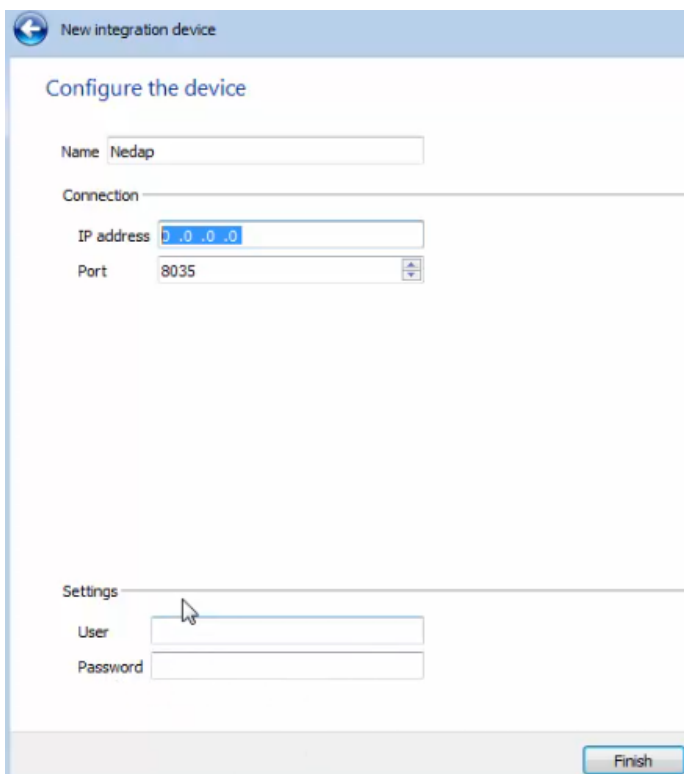 New integration device
Configure the device
Name Nedap
Connection
IP address 0 .0 .0 .0
Port 8035
Settings
User
Password
Finish